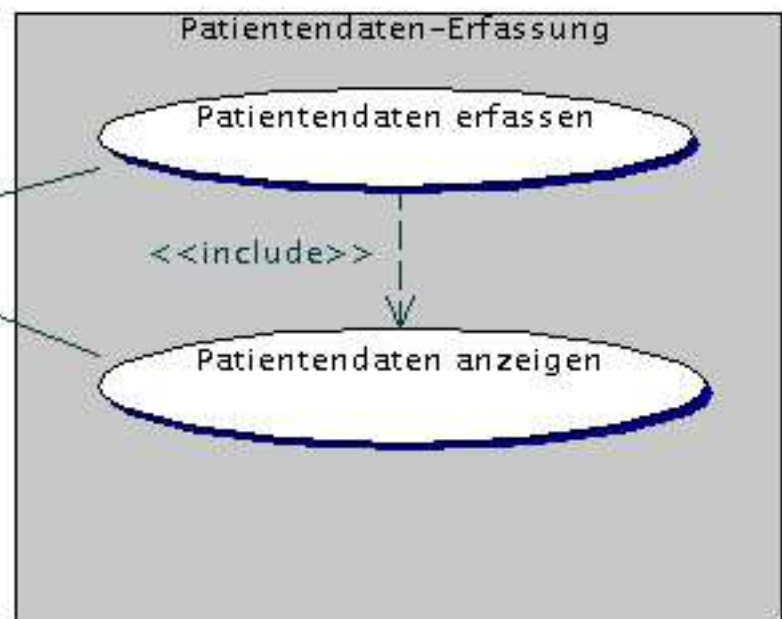 Patientendaten-Erfassung
Patientendaten erfassen
<<include>>
Patientendaten anzeigen